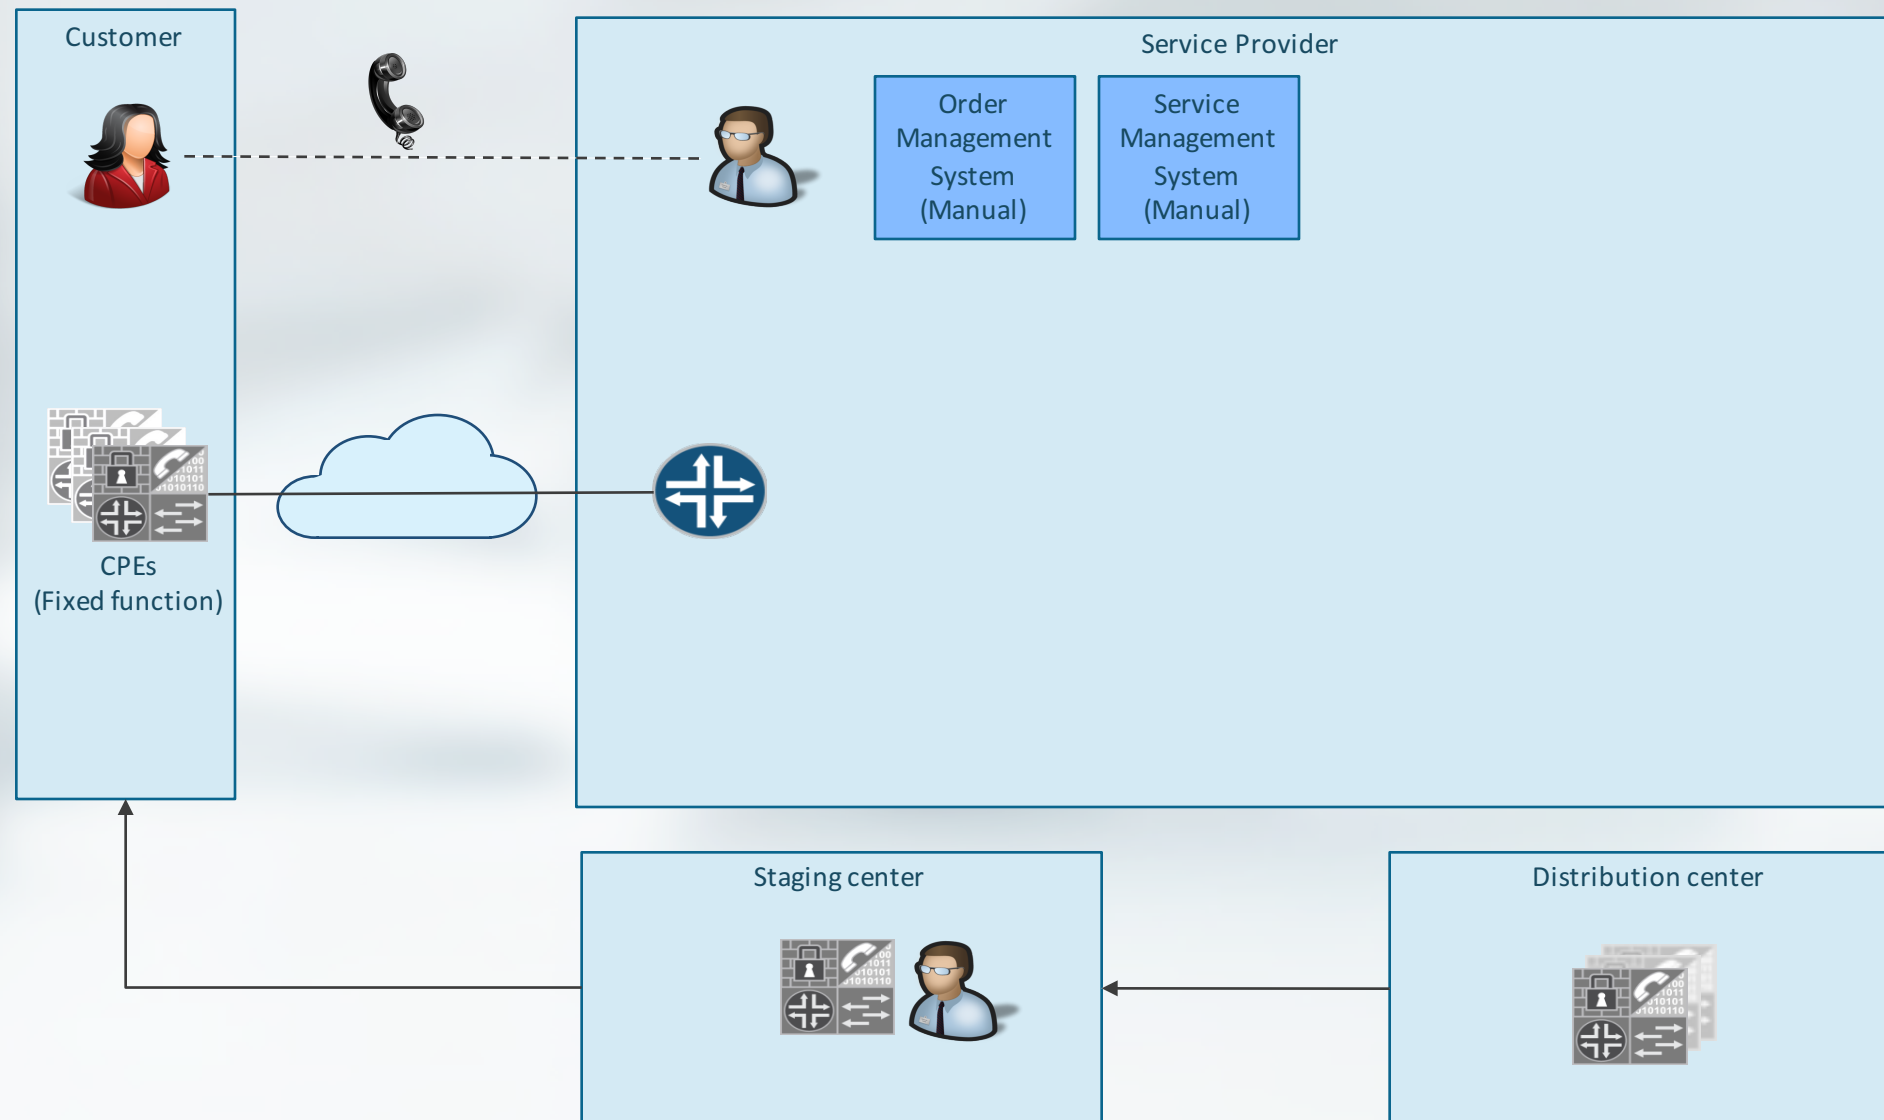 Customer
Service Provider
Order
Management
System
(Manual)
Service
Management
System
(Manual)
CPEs
(Fixed function)
Staging center
Distribution center